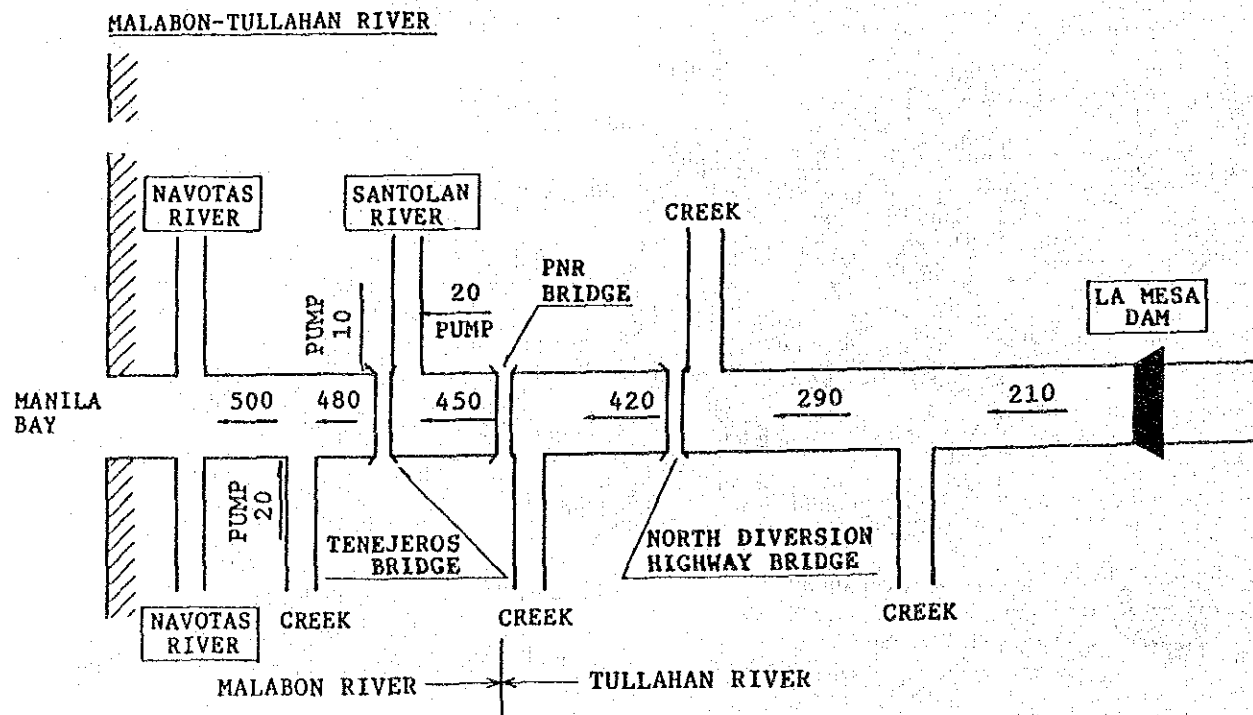 MALABON-TULLAHAN RIVER
NAVOTAS
RIVER
SANTOLAN
RIVER
CREEK
PNR
BRIDGE
LA MESA
DAM
PUMP
10
20
PUMP
MANILA
BAY
500
480
450
420
290
210
PUMP
20
TENEJEROS
BRIDGE
NORTH DIVERSION
HIGHWAY BRIDGE
NAVOTAS
RIVER
CREEK
CREEK
CREEK
MALABON RIVER
TULLAHAN RIVER